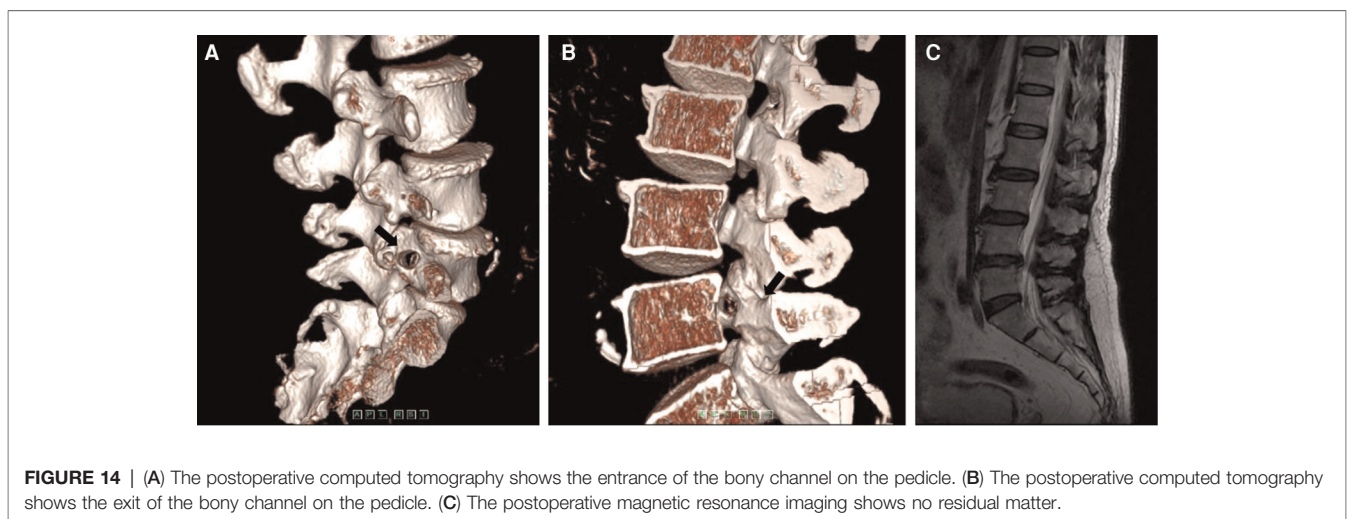 A
B
C
A P L R S I
FIGURE 14 | (A) The postoperative computed tomography shows the entrance of the bony channel on the pedicle. (B) The postoperative computed tomography
shows the exit of the bony channel on the pedicle. (C) The postoperative magnetic resonance imaging shows no residual matter.